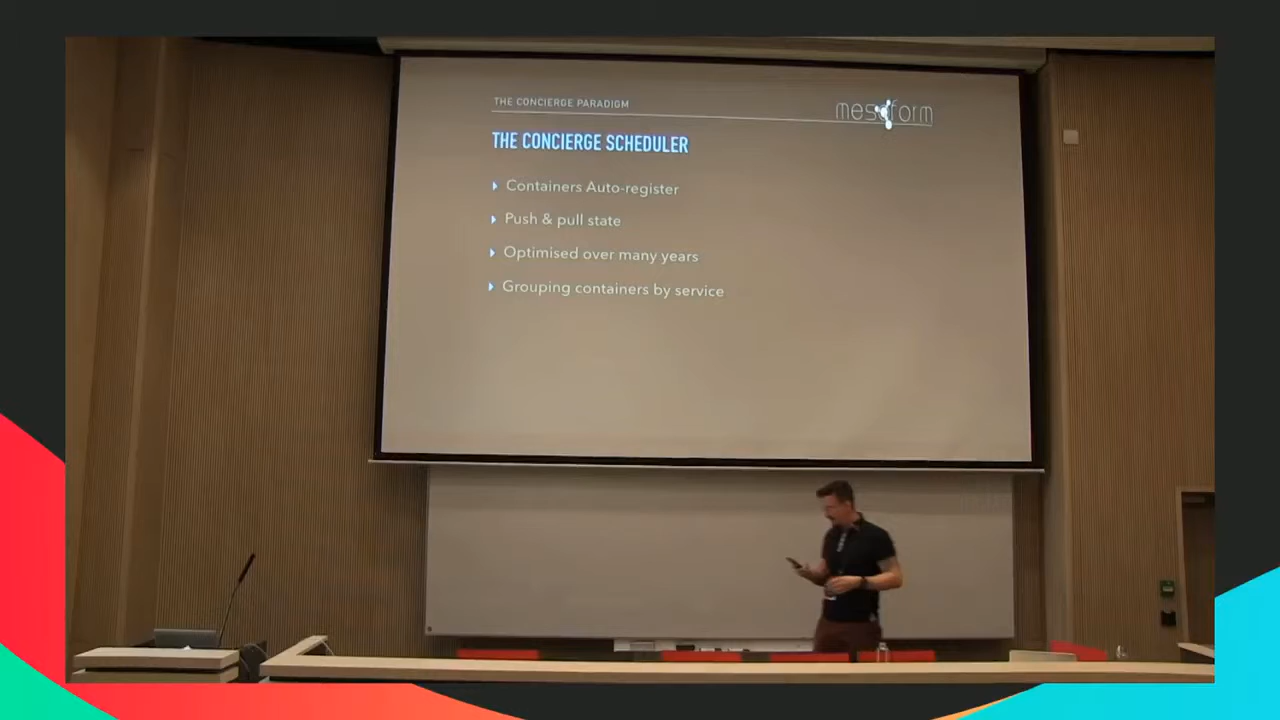 THE CONCIERGE PARADIGM
mesoform
THE CONCIERGE SCHEDULER
Containers Auto-register
Push & pull state
Optimised over many years
Grouping containers by service